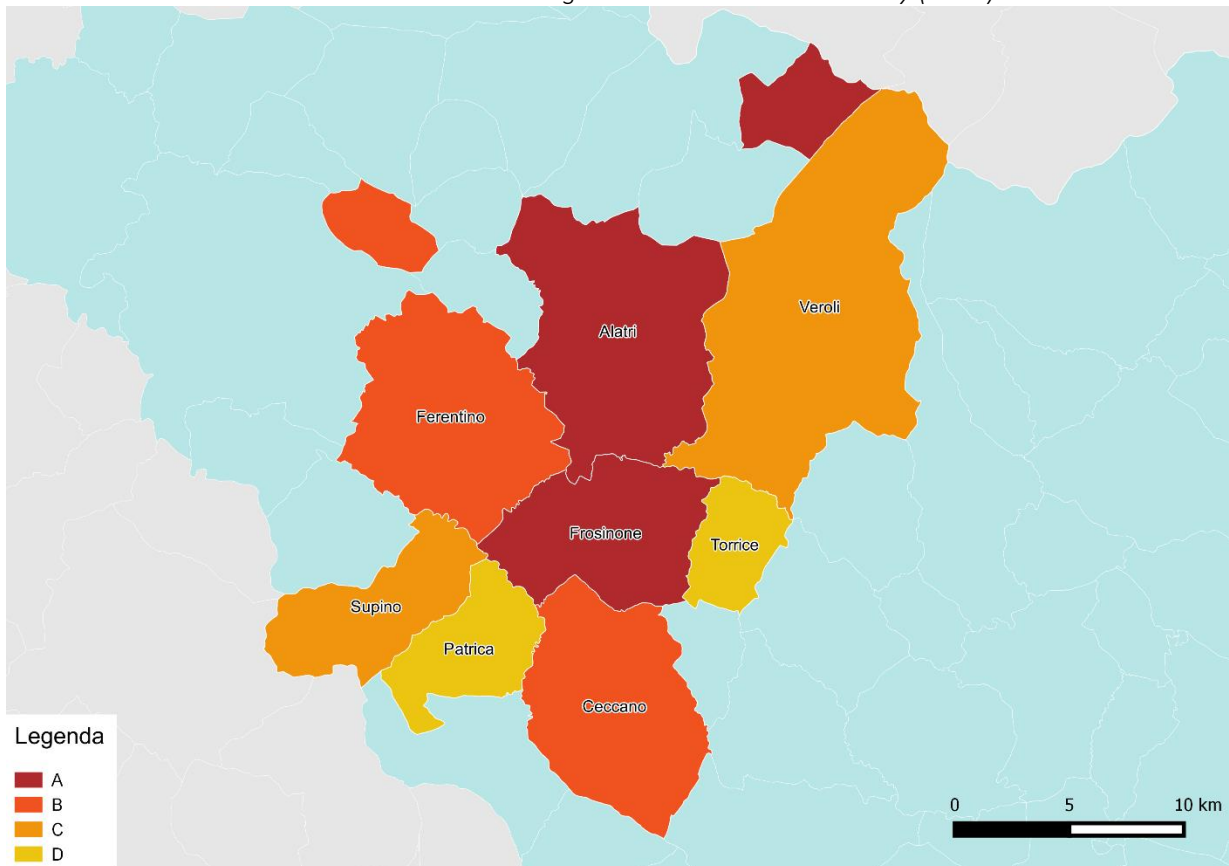 Alatri
Veroli
Ferentino
Frosinone
Torrice
Supino
Patrica
Ceccano
Legenda
A
B
C
D
0 5 10 km